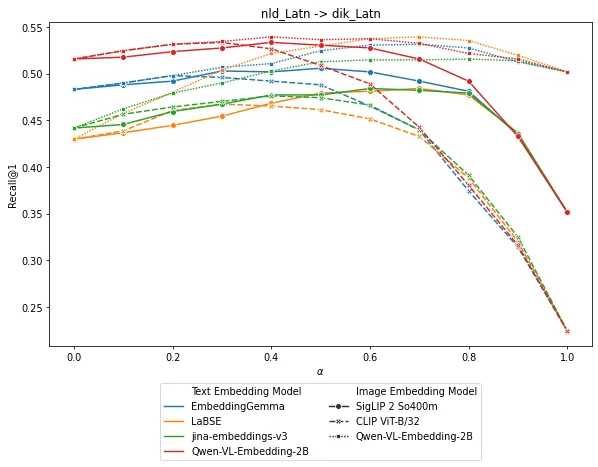 nld_Latn -> dik_Latn
Recall@1
0.55
0.50
0.45
0.40
0.35
0.30
0.25
0.0 0.2 0.4 0.6 0.8 1.0
α
Text Embedding Model
EmbeddingGemma
LaBSE
jina-embeddings-v3
Qwen-VL-Embedding-2B
Image Embedding Model
SigLIP 2 So400m
CLIP ViT-B/32
Qwen-VL-Embedding-2B